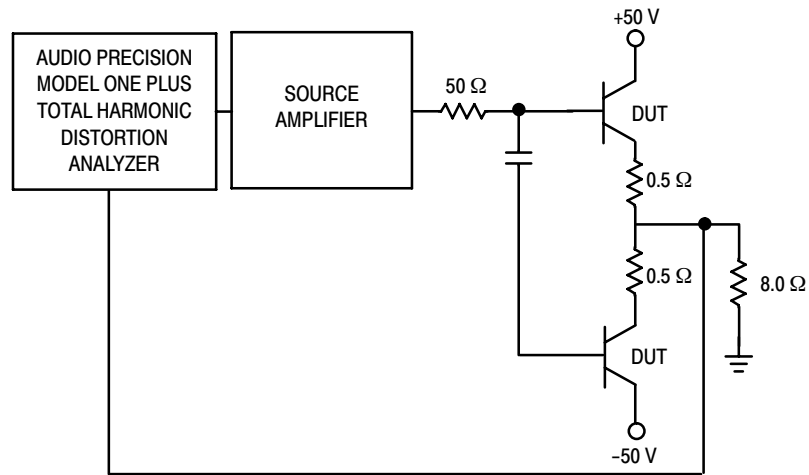 +50 V
AUDIO PRECISION
MODEL ONE PLUS
TOTAL HARMONIC
DISTORTION
ANALYZER
SOURCE
AMPLIFIER
50 Ω
DUT
0.5 Ω
0.5 Ω
8.0 Ω
DUT
–50 V